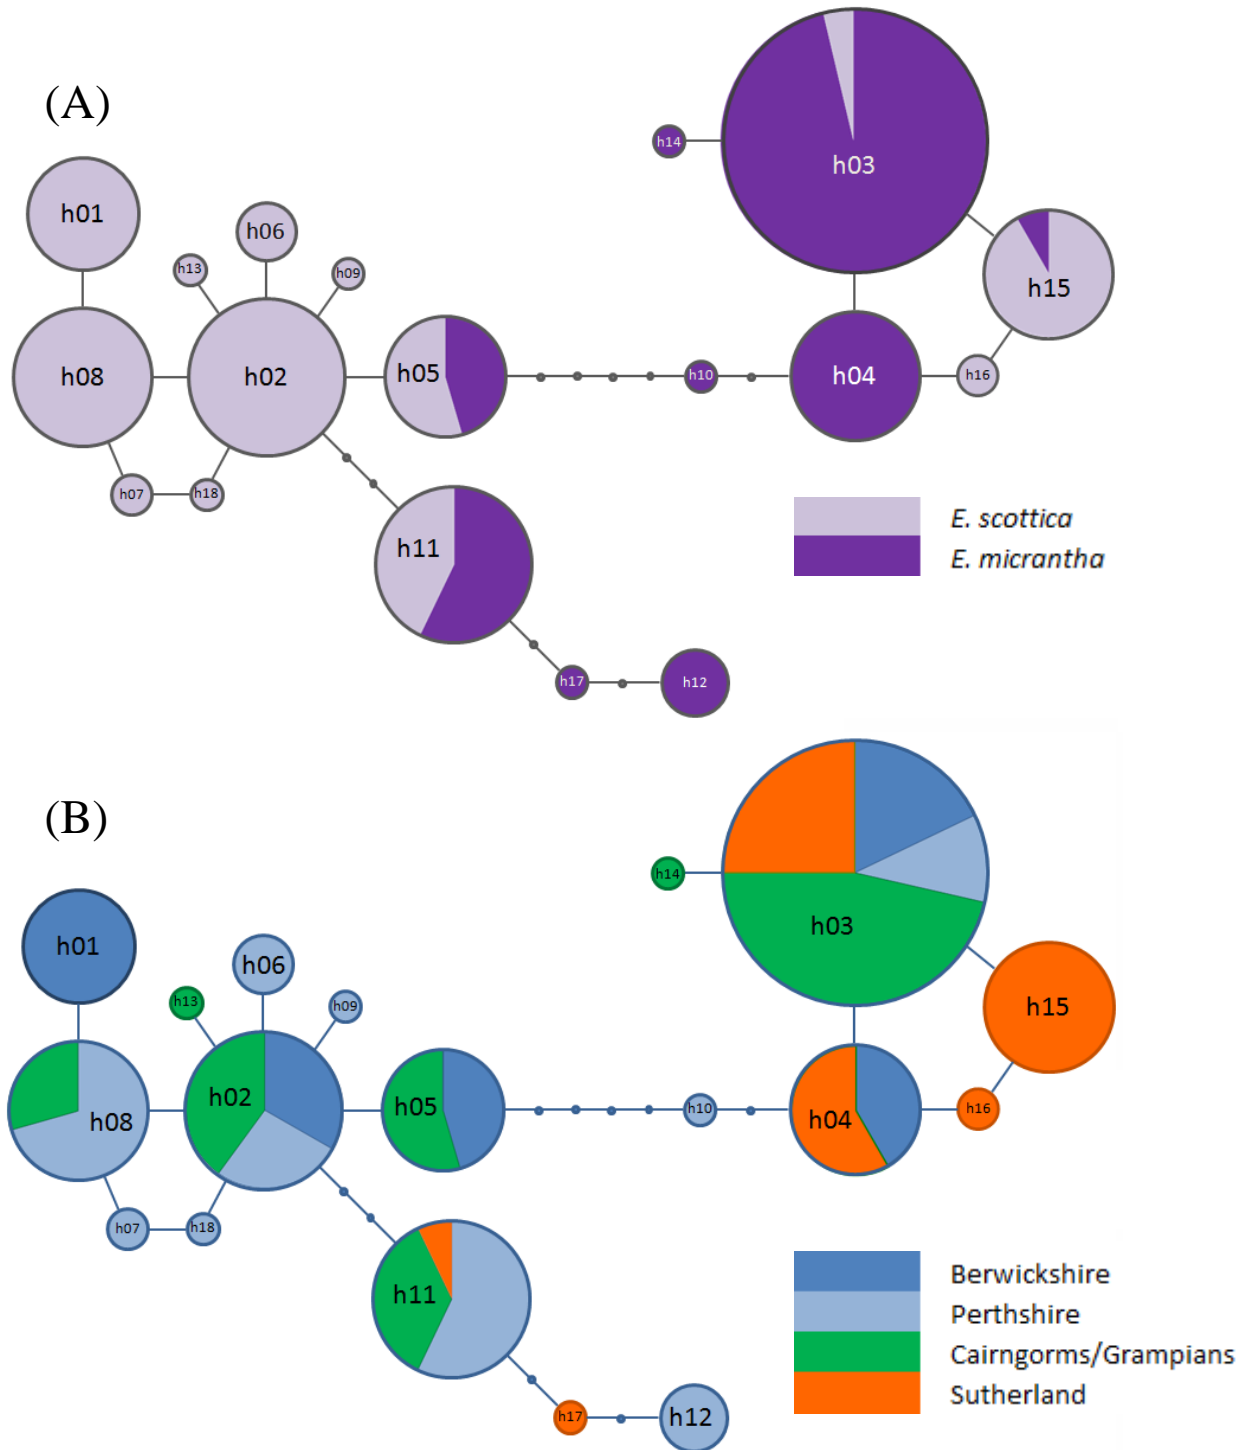 (A)
h14
h03
h01
h06
h13
h09
h15
h08
h02
h05
h10
h04
h16
h07
h18
h11
h17
h12
E. scottica
E. micrantha
(B)
h14
h03
h01
h06
h13
h09
h15
h08
h02
h05
h10
h04
h16
h07
h18
h11
h17
h12
Berwickshire
Perthshire
Cairngorms/Grampians
Sutherland